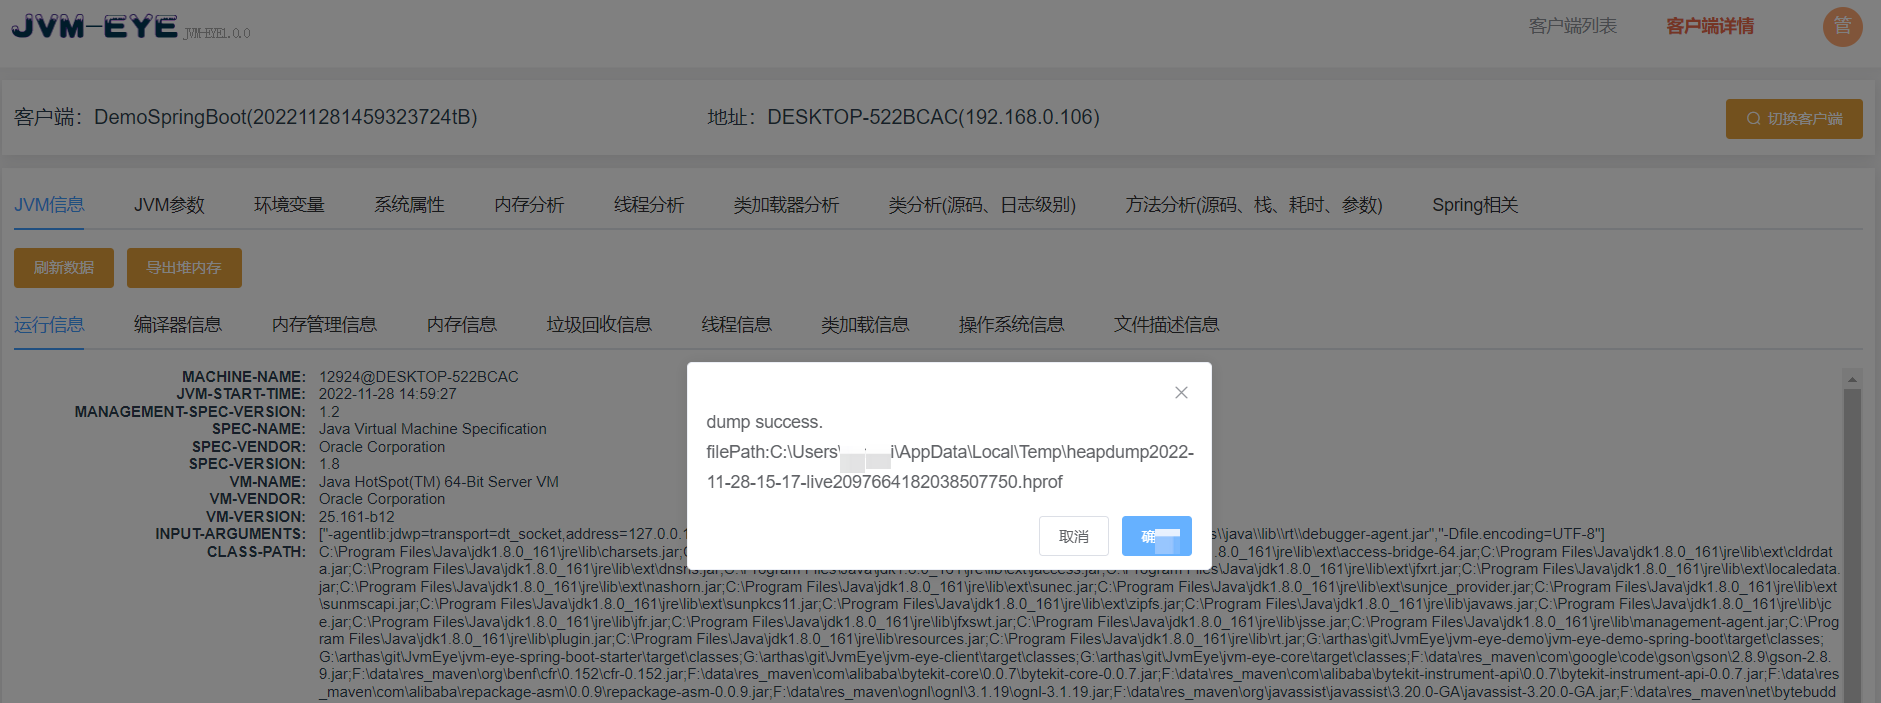 JVM-EYE JVM-EYE1.0.0
客户端列表
客户端详情
管
客户端：DemoSpringBoot(202211281459323724tB)
地址：DESKTOP-522BCAC(192.168.0.106)
切换客户端
JVM信息
JVM参数
环境变量
系统属性
内存分析
线程分析
类加载器分析
类分析(源码、日志级别)
方法分析(源码、栈、耗时、参数)
Spring相关
刷新数据
导出堆内存
运行信息
编译器信息
内存管理信息
内存信息
垃圾回收信息
线程信息
类加载信息
操作系统信息
文件描述信息
MACHINE-NAME: 12924@DESKTOP-522BCAC
JVM-START-TIME: 2022-11-28 14:59:27
MANAGEMENT-SPEC-VERSION: 1.2
SPEC-NAME: Java Virtual Machine Specification
SPEC-VENDOR: Oracle Corporation
SPEC-VERSION: 1.8
VM-NAME: Java HotSpot(TM) 64-Bit Server VM
VM-VENDOR: Oracle Corporation
VM-VERSION: 25.161-b12
INPUT-ARGUMENTS: ["-agentlib:jdwp=transport=dt_socket,address=127.0.0.1 s\\java\\lib\\rt\\debugger-agent.jar","-Dfile.encoding=UTF-8"]
CLASS-PATH: C:\Program Files\Java\jdk1.8.0_161\jre\lib\charsets.jar; .8.0_161\jre\lib\ext\access-bridge-64.jar;C:\Program Files\Java\jdk1.8.0_161\jre\lib\ext\cldrdat
a.jar;C:\Program Files\Java\jdk1.8.0_161\jre\lib\ext\dnsns.jar;C:\Program Files\Java\jdk1.8.0_161\jre\lib\ext\jaccess.jar;C:\Program Files\Java\jdk1.8.0_161\jre\lib\ext\jfxrt.jar;C:\Program Files\Java\jdk1.8.0_161\jre\lib\ext\localedata.
jar;C:\Program Files\Java\jdk1.8.0_161\jre\lib\ext\nashorn.jar;C:\Program Files\Java\jdk1.8.0_161\jre\lib\ext\sunec.jar;C:\Program Files\Java\jdk1.8.0_161\jre\lib\ext\sunjce_provider.jar;C:\Program Files\Java\jdk1.8.0_161\jre\lib\ext
\sunmscapi.jar;C:\Program Files\Java\jdk1.8.0_161\jre\lib\ext\sunpkcs11.jar;C:\Program Files\Java\jdk1.8.0_161\jre\lib\ext\zipfs.jar;C:\Program Files\Java\jdk1.8.0_161\jre\lib\javaws.jar;C:\Program Files\Java\jdk1.8.0_161\jre\lib\jc
e.jar;C:\Program Files\Java\jdk1.8.0_161\jre\lib\jfr.jar;C:\Program Files\Java\jdk1.8.0_161\jre\lib\jfxswt.jar;C:\Program Files\Java\jdk1.8.0_161\jre\lib\jsse.jar;C:\Program Files\Java\jdk1.8.0_161\jre\lib\management-agent.jar;C:\Prog
ram Files\Java\jdk1.8.0_161\jre\lib\plugin.jar;C:\Program Files\Java\jdk1.8.0_161\jre\lib\resources.jar;C:\Program Files\Java\jdk1.8.0_161\jre\lib\rt.jar;G:\arthas\git\JvmEye\jvm-eye-demo\jvm-eye-demo-spring-boot\target\classes;
G:\arthas\git\JvmEye\jvm-eye-spring-boot-starter\target\classes;G:\arthas\git\JvmEye\jvm-eye-client\target\classes;G:\arthas\git\JvmEye\jvm-eye-core\target\classes;F:\data\res_maven\com\google\code\gson\gson\2.8.9\gson-2.8.
9.jar;F:\data\res_maven\org\benf\cfr\0.152\cfr-0.152.jar;F:\data\res_maven\com\alibaba\bytekit-core\0.0.7\bytekit-core-0.0.7.jar;F:\data\res_maven\com\alibaba\bytekit-instrument-api\0.0.7\bytekit-instrument-api-0.0.7.jar;F:\data\res
_maven\com\alibaba\repackage-asm\0.0.9\repackage-asm-0.0.9.jar;F:\data\res_maven\ognl\ognl\3.1.19\ognl-3.1.19.jar;F:\data\res_maven\org\javassist\javassist\3.20.0-GA\javassist-3.20.0-GA.jar;F:\data\res_maven\net\bytebudd
dump success.
filePath:C:\Users\ i\AppData\Local\Temp\heapdump2022-
11-28-15-17-live2097664182038507750.hprof
取消
确